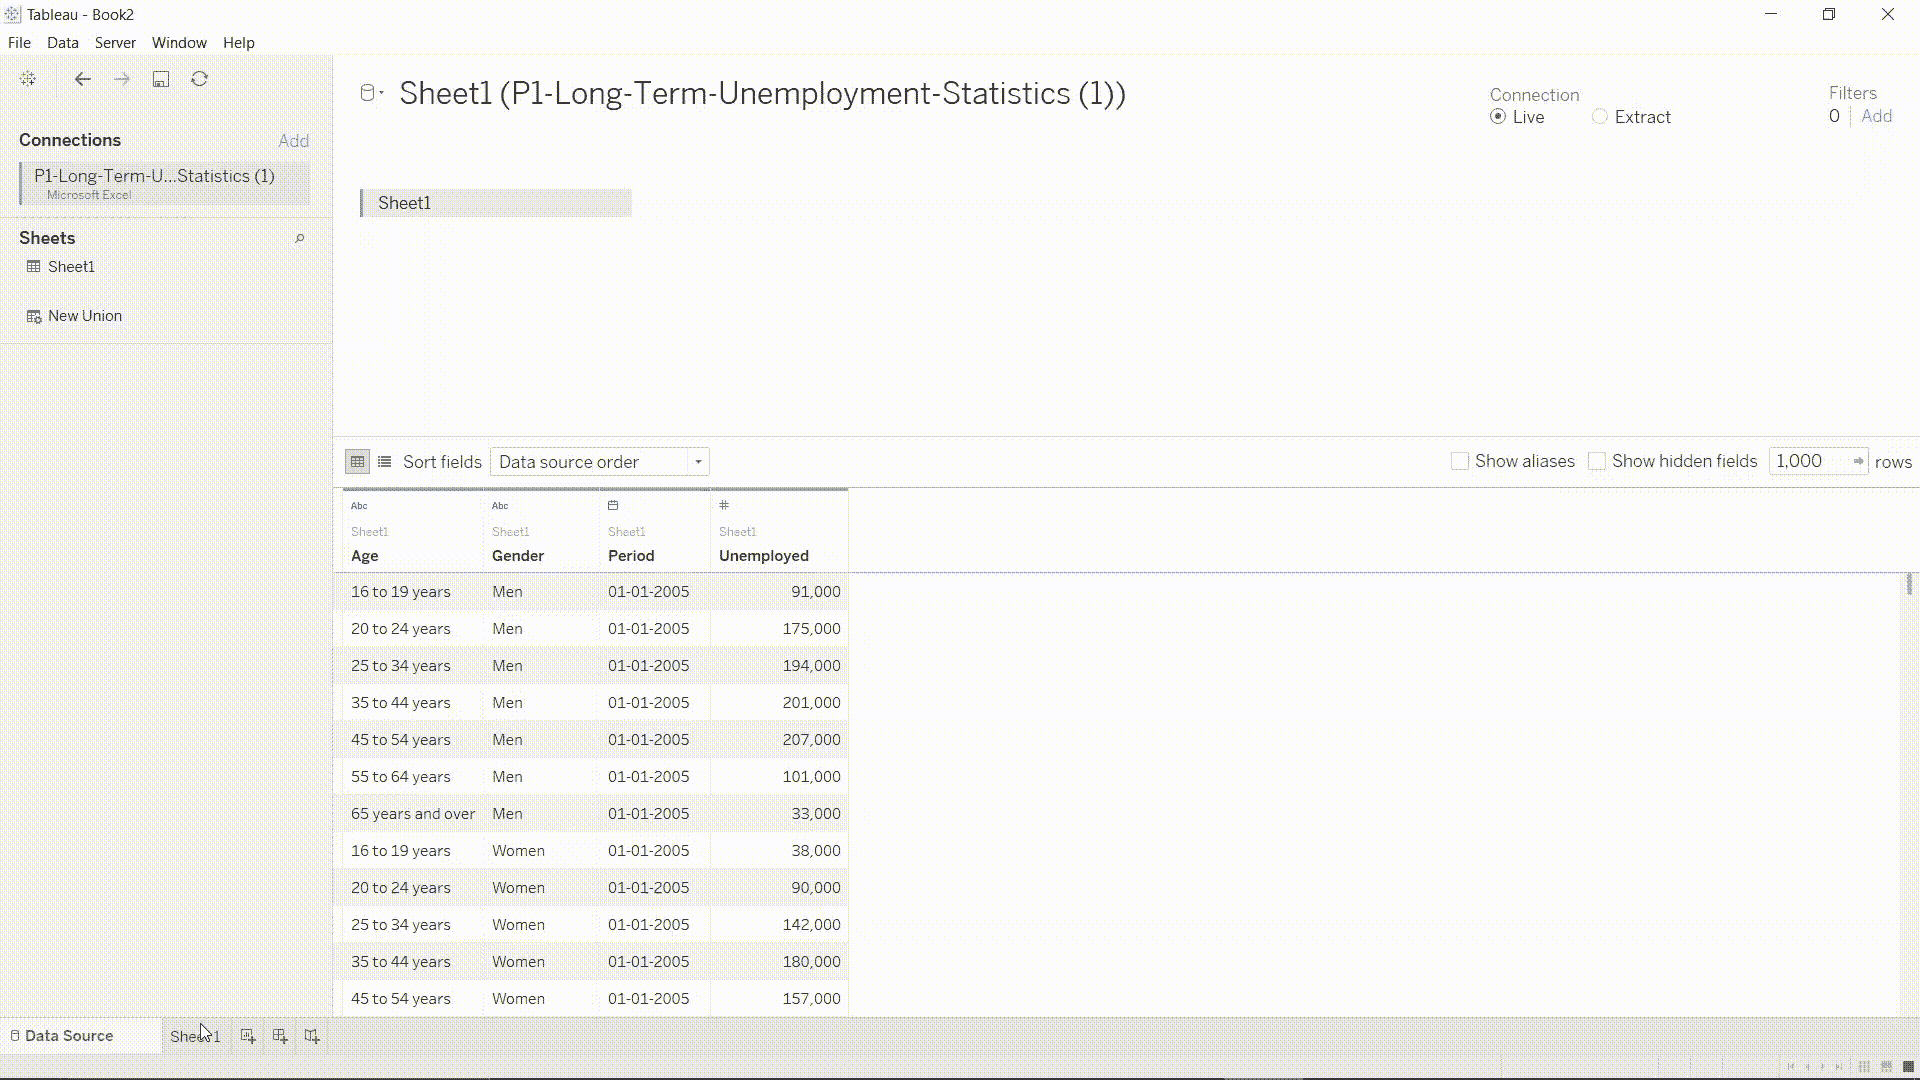 Tableau - Book2
File Data Server Window Help
Sheet1 (P1-Long-Term-Unemployment-Statistics (1))
Connection
Live Extract
Filters
0 Add
Connections Add
P1-Long-Term-U...Statistics (1)
Microsoft Excel
Sheets
Sheet1
New Union
Sheet1
Sort fields Data source order Show aliases Show hidden fields 1,000 rows
Abc Abc #
Sheet1 Sheet1 Sheet1 Sheet1
Age Gender Period Unemployed
16 to 19 years Men 01-01-2005 91,000
20 to 24 years Men 01-01-2005 175,000
25 to 34 years Men 01-01-2005 194,000
35 to 44 years Men 01-01-2005 201,000
45 to 54 years Men 01-01-2005 207,000
55 to 64 years Men 01-01-2005 101,000
65 years and over Men 01-01-2005 33,000
16 to 19 years Women 01-01-2005 38,000
20 to 24 years Women 01-01-2005 90,000
25 to 34 years Women 01-01-2005 142,000
35 to 44 years Women 01-01-2005 180,000
45 to 54 years Women 01-01-2005 157,000
Data Source Sheet1